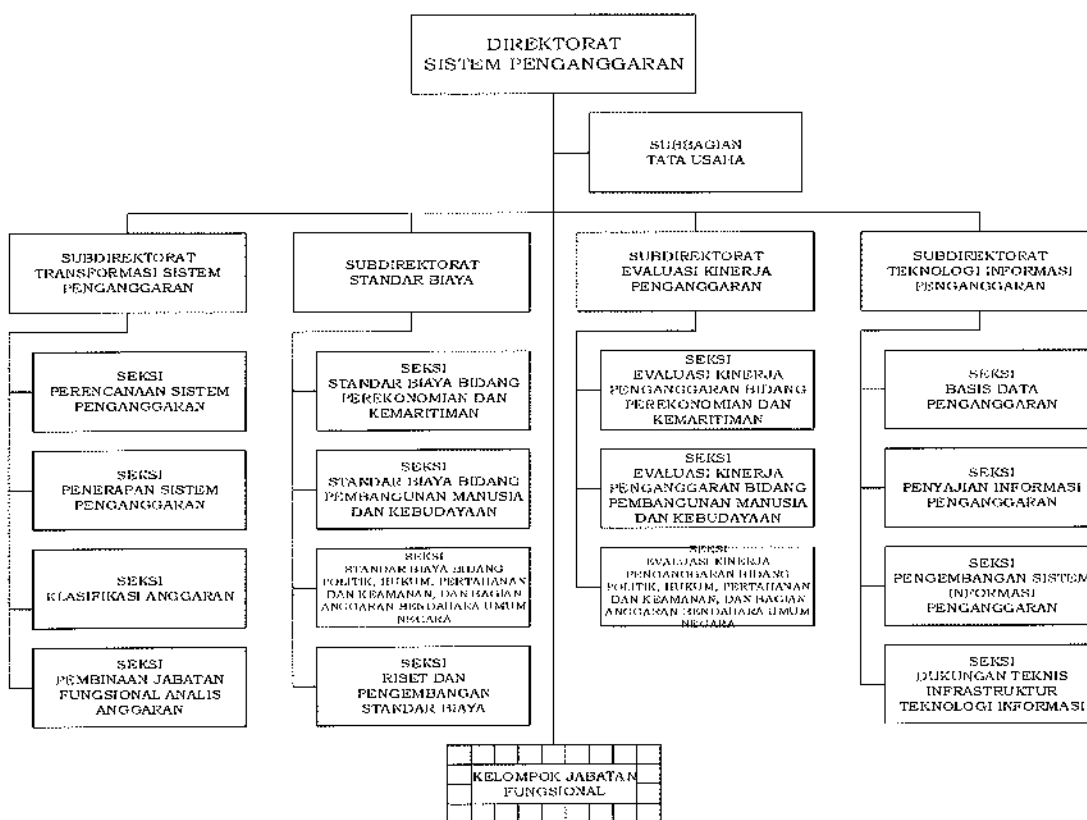 DIREKTORAT
SISTEM PENGANGGARAN
SUBBAGIAN
TATA USAHA
SUBDIREKTORAT
TRANSFORMASI SISTEM
PENGANGGARAN
SUBDIREKTORAT
STANDAR BIAYA
SUBDIREKTORAT
EVALUASI KINERJA
PENGANGGARAN
SUBDIREKTORAT
TEKNOLOGI INFORMASI
PENGANGGARAN
SEKSI
PERENCANAAN SISTEM
PENGANGGARAN
SEKSI
PENERAPAN SISTEM
PENGANGGARAN
SEKSI
KLASIFIKASI ANGGARAN
SEKSI
PEMBINAAN JABATAN
FUNGSIONAL ANALIS
ANGGARAN
SEKSI
STANDAR BIAYA BIDANG
PEREKONOMIAN DAN
KEMARITIMAN
SEKSI
STANDAR BIAYA BIDANG
PEMBANGUNAN MANUSIA
DAN KEBUDAYAAN
SEKSI
STANDAR BIAYA BIDANG
POLITIK, HUKUM, PERTAHANAN
DAN KEAMANAN, DAN BAGIAN
ANGGARAN BENDAHARA UMUM
NEGARA
SEKSI
RISET DAN
PENGEMBANGAN
STANDAR BIAYA
SEKSI
EVALUASI KINERJA
PENGANGGARAN BIDANG
PEREKONOMIAN DAN
KEMARITIMAN
SEKSI
EVALUASI KINERJA
PENGANGGARAN BIDANG
PEMBANGUNAN MANUSIA
DAN KEBUDAYAAN
SEKSI
EVALUASI KINERJA
PENGANGGARAN BIDANG
POLITIK, HUKUM, PERTAHANAN
DAN KEAMANAN, DAN BAGIAN
ANGGARAN BENDAHARA UMUM
NEGARA
SEKSI
BASIS DATA
PENGANGGARAN
SEKSI
PENYAJIAN INFORMASI
PENGANGGARAN
SEKSI
PENGEMBANGAN SISTEM
INFORMASI
PENGANGGARAN
SEKSI
DUKUNGAN TEKNIS
INFRASTRUKTUR
TEKNOLOGI INFORMASI
KELOMPOK JABATAN
FUNGSIONAL